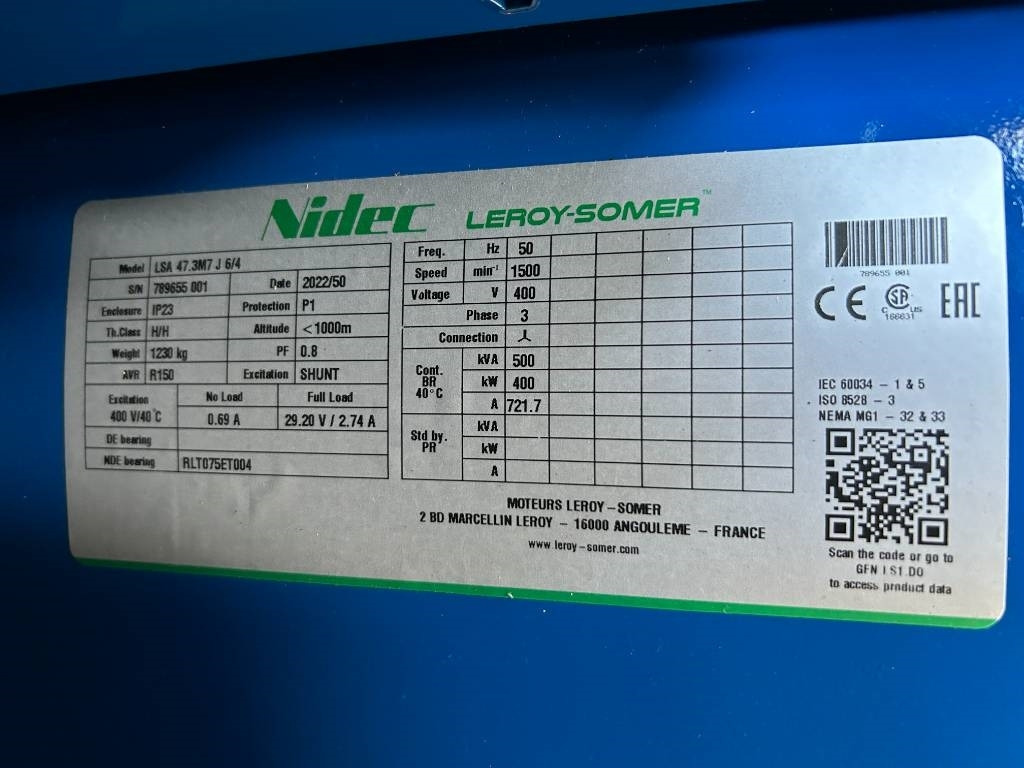 Nidec LEROY-SOMER™
Model LSA 47.3M7 J 6/4
S/N 789655 001 Date 2022/50
Enclosure IP23 Protection P1
Th.Class H/H Altitude <1000m
Weight 1230 kg PF 0.8
AVR R150 Excitation SHUNT
Excitation No Load Full Load
400 V/40°C 0.69 A 29.20 V / 2.74 A
DE bearing
NDE bearing RLT075ET004
Freq. Hz 50
Speed min⁻¹ 1500
Voltage V 400
Phase 3
Connection
Cont. BR 40°C kVA 500
kW 400
A 721.7
Std by. PR kVA
kW
A
MOTEURS LEROY-SOMER
2 BD MARCELLIN LEROY - 16000 ANGOULEME - FRANCE
www.leroy-somer.com
789655 001
CE C SA US EAC
166631
IEC 60034 - 1 & 5
ISO 8528 - 3
NEMA MG1 - 32 & 33
Scan the code or go to
to access product data